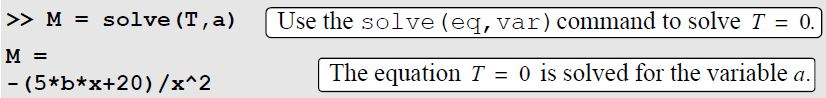 >> M = solve(T,a)
Use the solve(eq,var) command to solve T = 0.
M =
-(5*b*x+20)/x^2
The equation T = 0 is solved for the variable a.